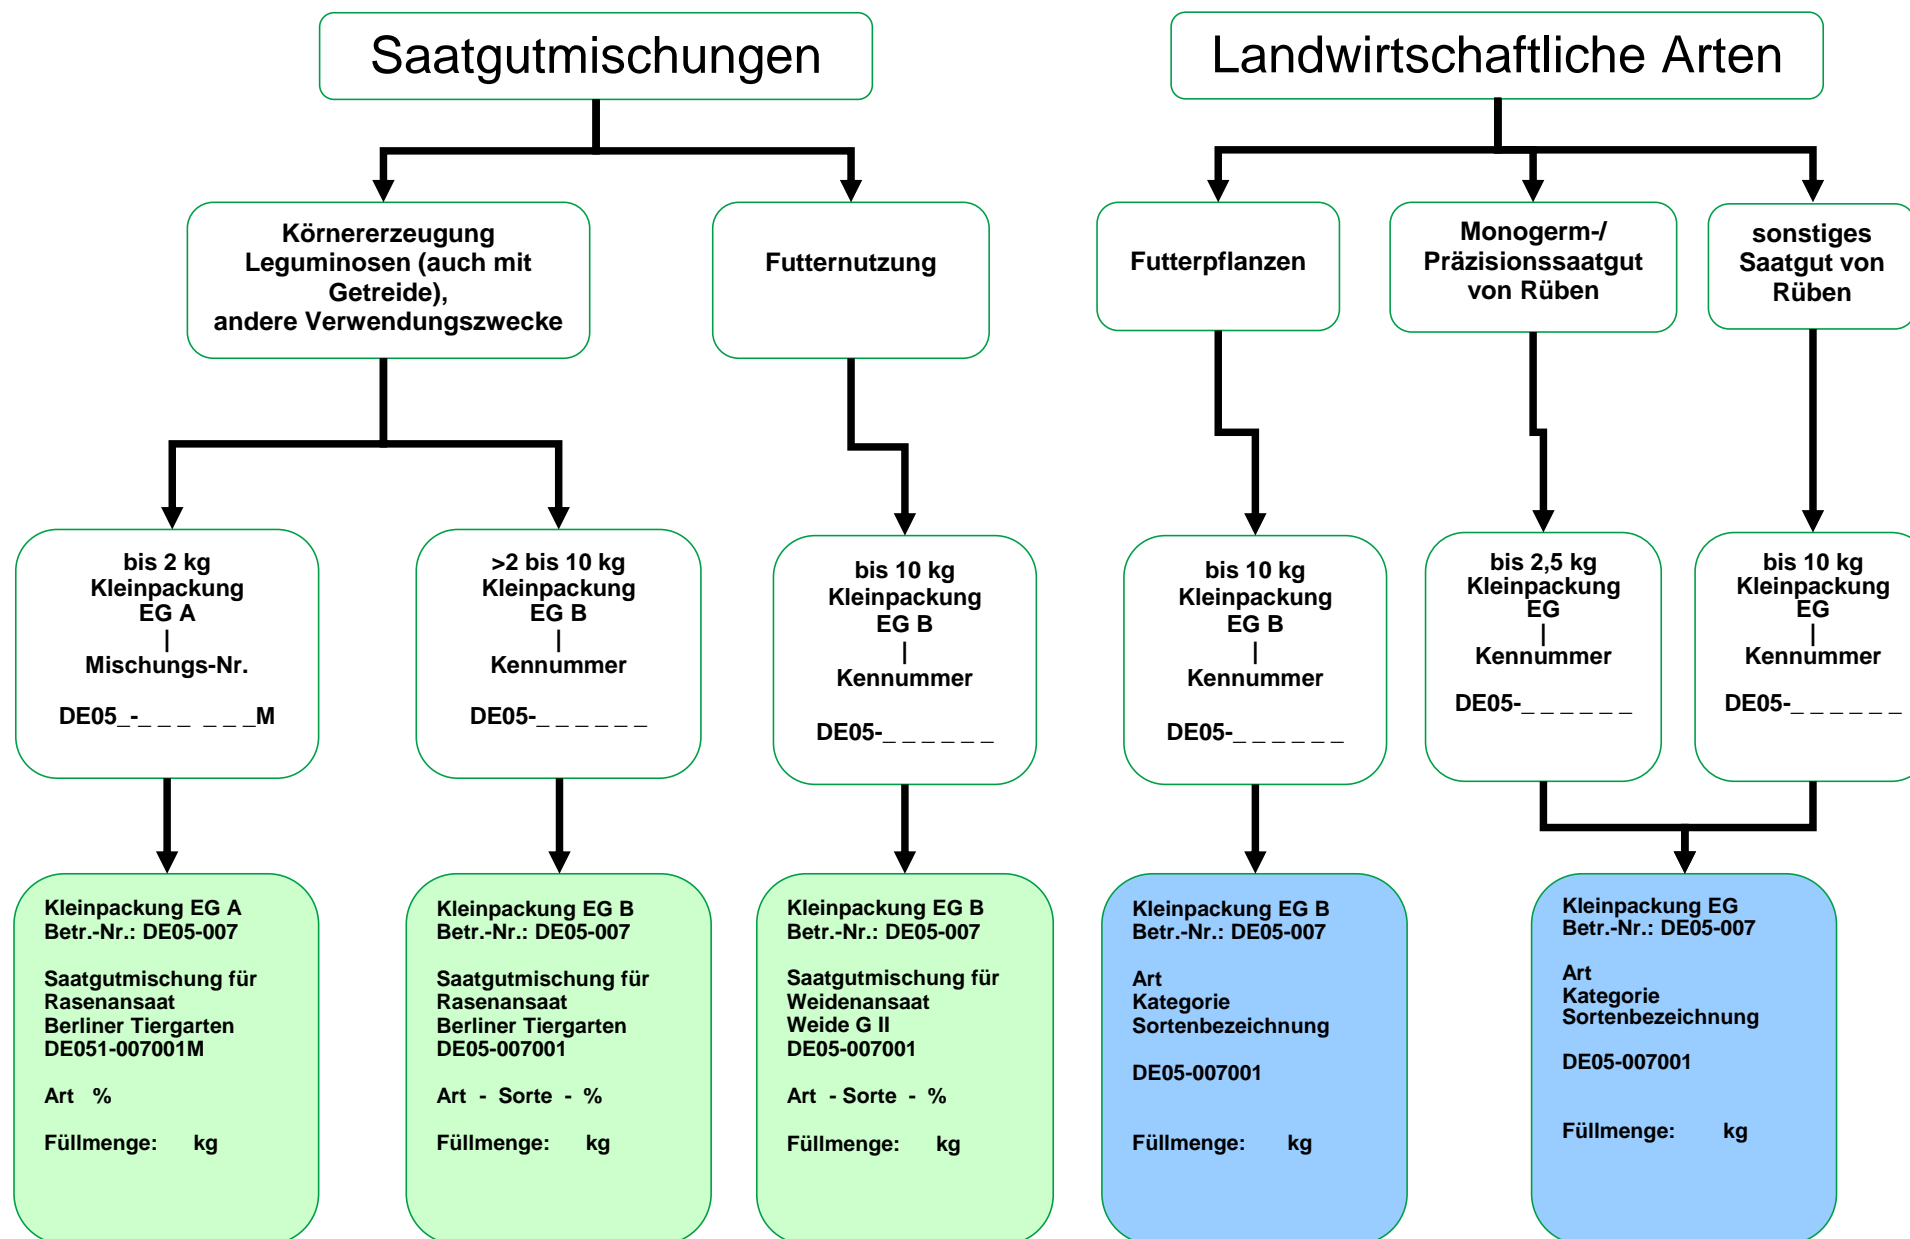 Saatgutmischungen
Landwirtschaftliche Arten
Körnererzeugung
Leguminosen (auch mit
Getreide),
andere Verwendungszwecke
Futternutzung
Futterpflanzen
Monogerm-/
Präzisionssaatgut
von Rüben
sonstiges
Saatgut von
Rüben
bis 2 kg
Kleinpackung
EG A
|
Mischungs-Nr.
DE05_-_ _ _ _ _ _M
>2 bis 10 kg
Kleinpackung
EG B
|
Kennummer
DE05-_ _ _ _ _ _
bis 10 kg
Kleinpackung
EG B
|
Kennummer
DE05-_ _ _ _ _ _
bis 10 kg
Kleinpackung
EG B
|
Kennummer
DE05-_ _ _ _ _ _
bis 2,5 kg
Kleinpackung
EG
|
Kennummer
DE05-_ _ _ _ _ _
bis 10 kg
Kleinpackung
EG
|
Kennummer
DE05-_ _ _ _ _ _
Kleinpackung EG A
Betr.-Nr.: DE05-007
Saatgutmischung für
Rasenansaat
Berliner Tiergarten
DE051-007001M
Art %
Füllmenge: kg
Kleinpackung EG B
Betr.-Nr.: DE05-007
Saatgutmischung für
Rasenansaat
Berliner Tiergarten
DE05-007001
Art - Sorte - %
Füllmenge: kg
Kleinpackung EG B
Betr.-Nr.: DE05-007
Saatgutmischung für
Weidenansaat
Weide G II
DE05-007001
Art - Sorte - %
Füllmenge: kg
Kleinpackung EG B
Betr.-Nr.: DE05-007
Art
Kategorie
Sortenbezeichnung
DE05-007001
Füllmenge: kg
Kleinpackung EG
Betr.-Nr.: DE05-007
Art
Kategorie
Sortenbezeichnung
DE05-007001
Füllmenge: kg